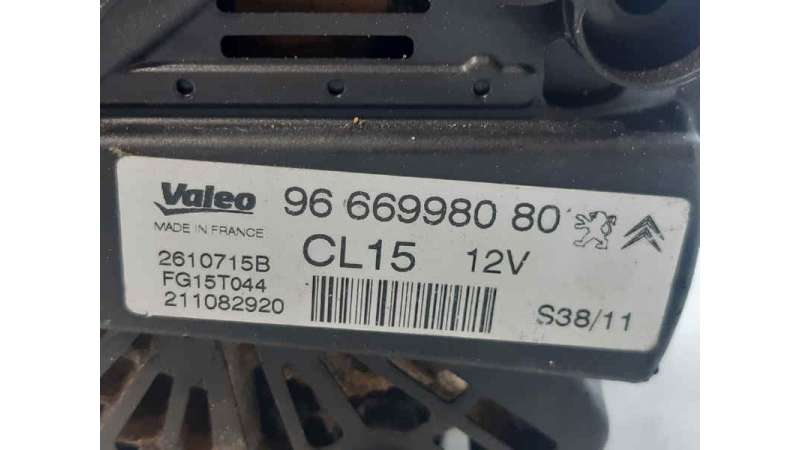 Valeo 96 669980 80
MADE IN FRANCE
CL15 12V
2610715B
FG15T044
211082920
S38/11